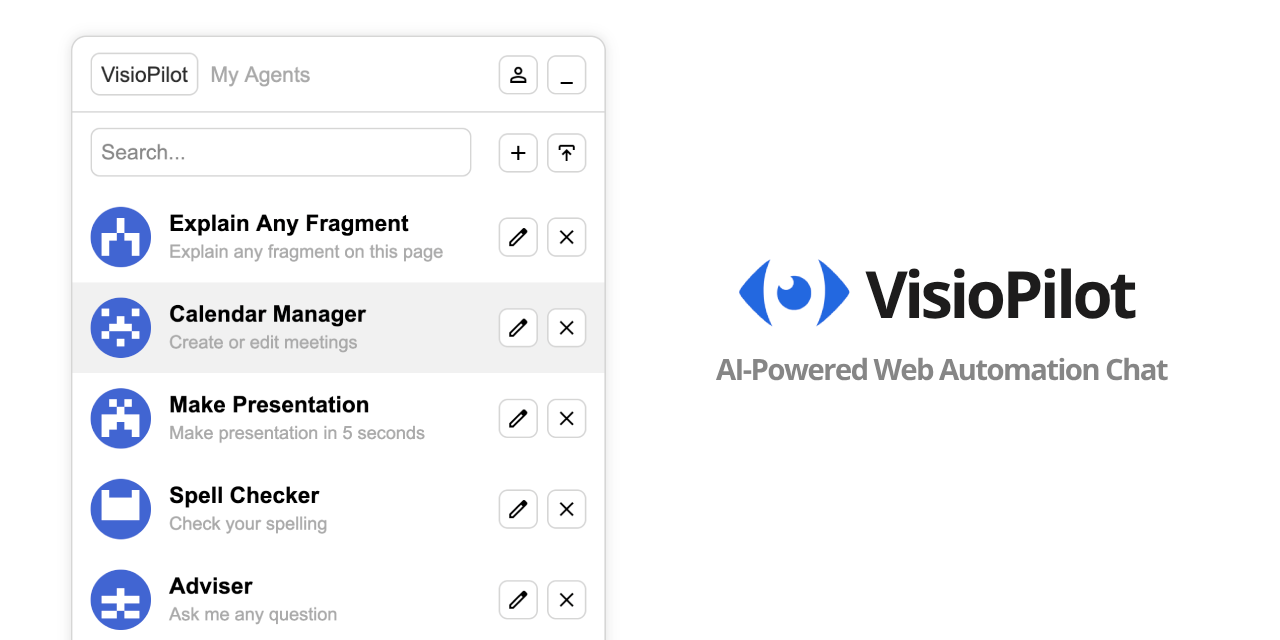 VisioPilot My Agents
Search...
Explain Any Fragment
Explain any fragment on this page
Calendar Manager
Create or edit meetings
Make Presentation
Make presentation in 5 seconds
Spell Checker
Check your spelling
Adviser
Ask me any question
VisioPilot
AI-Powered Web Automation Chat